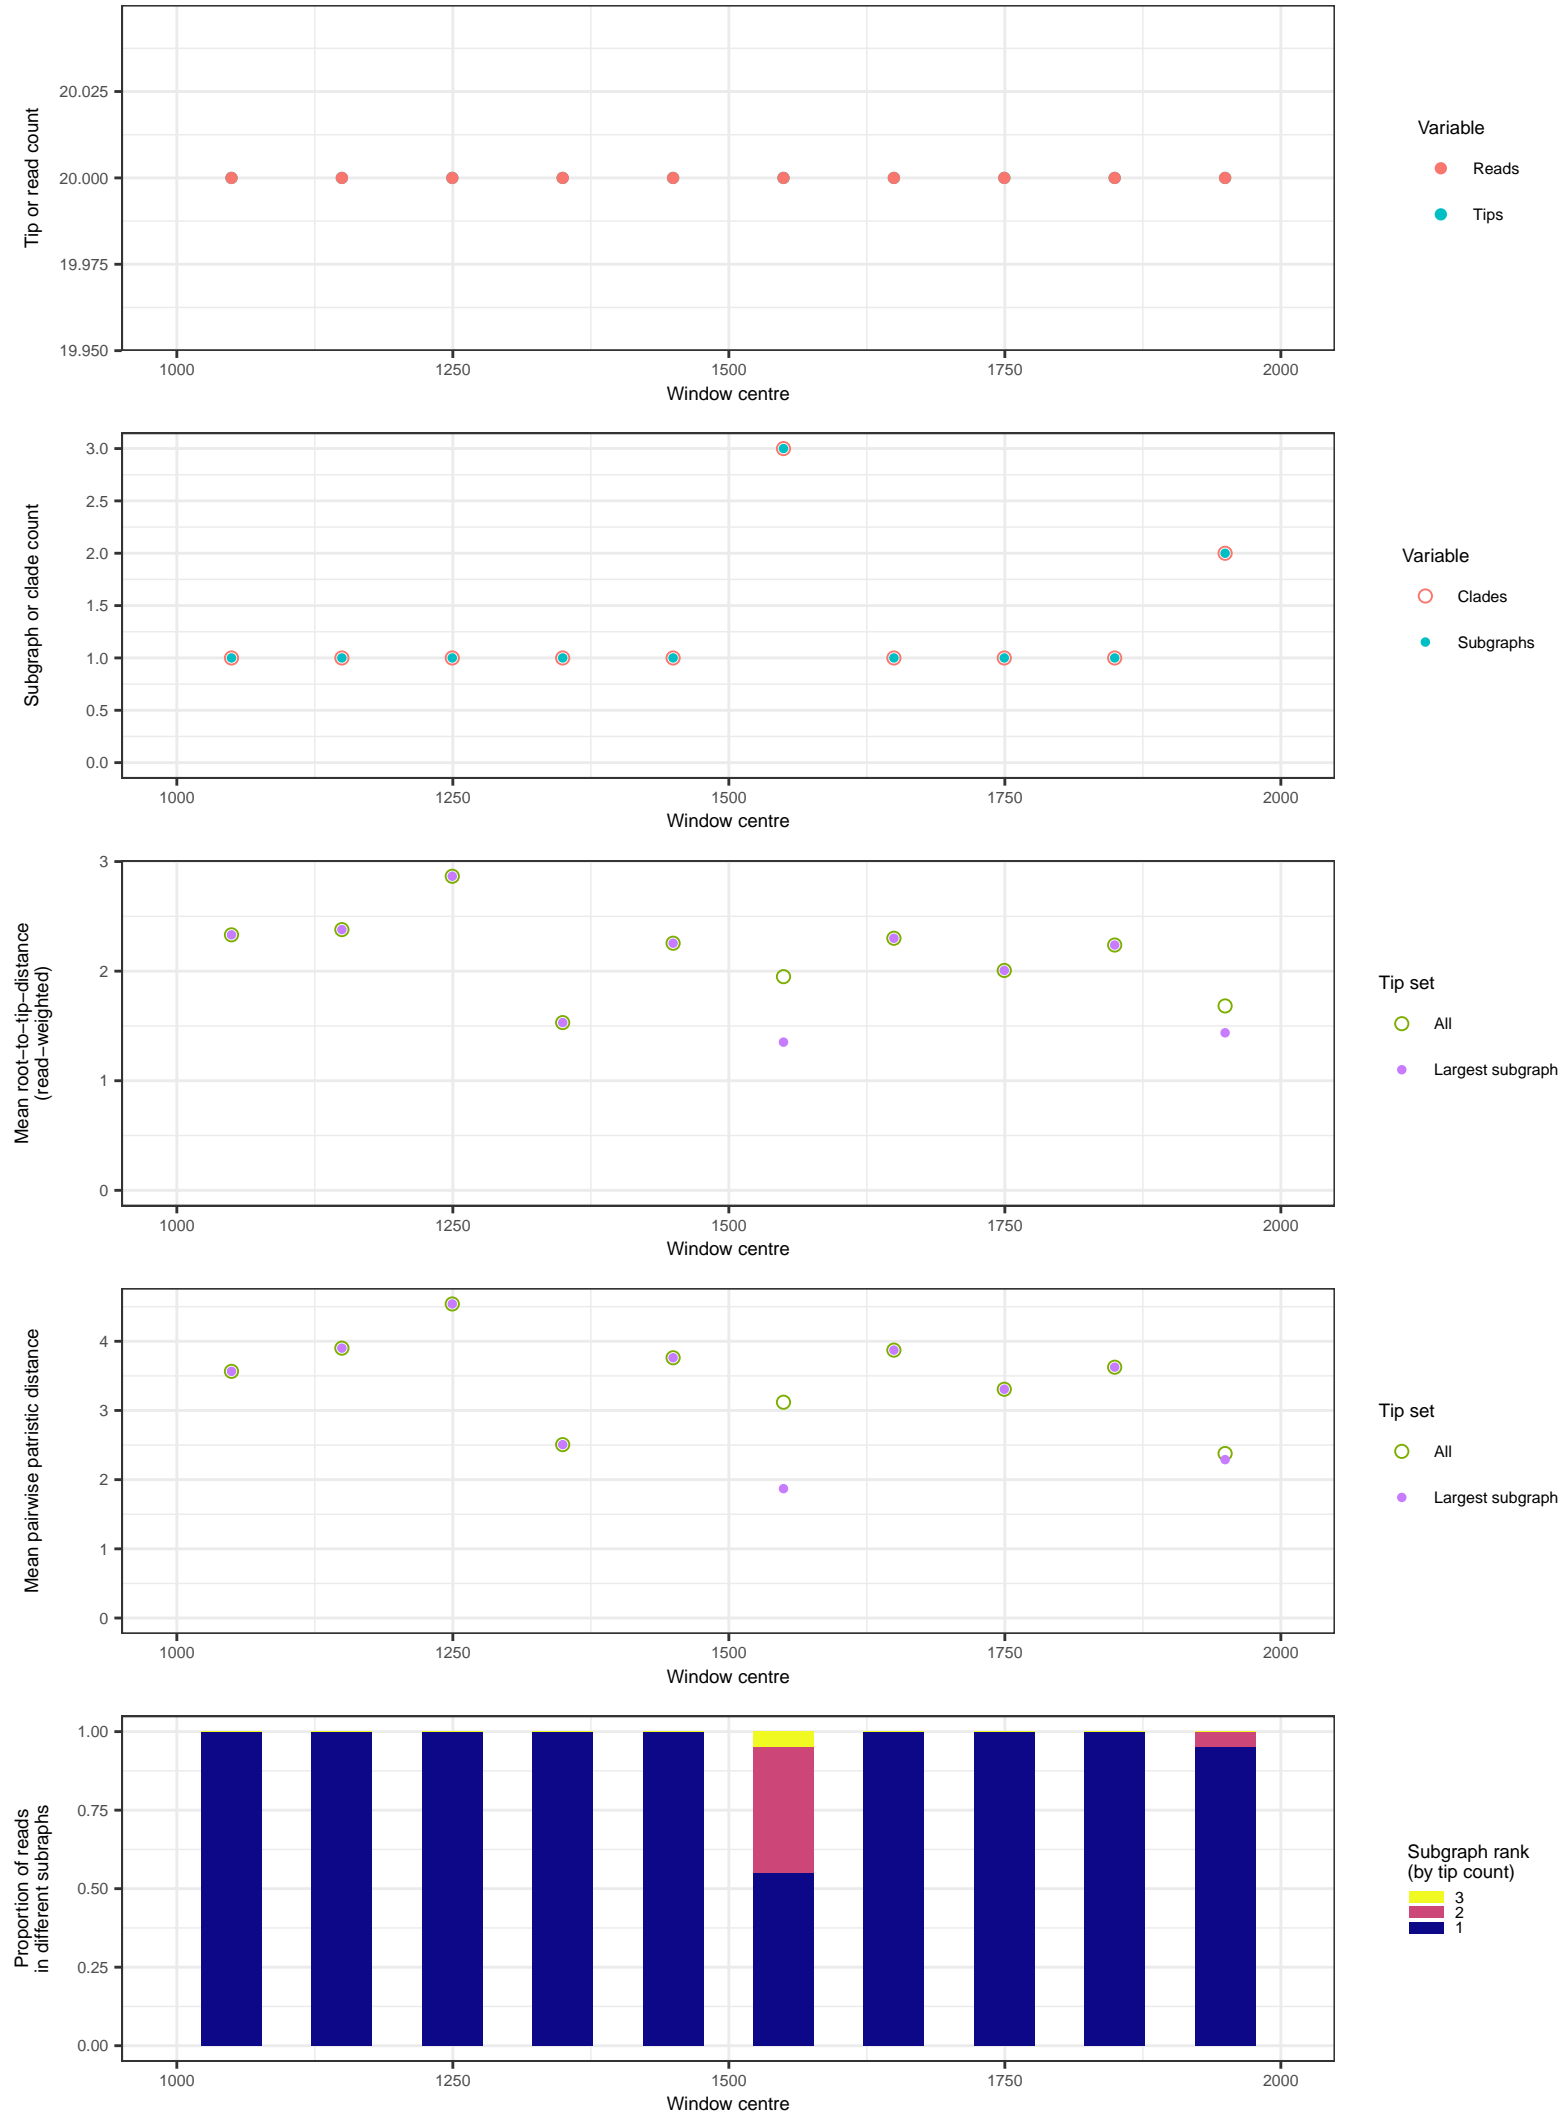 20.025
20.000
19.975
19.950
Tip or read count
1000 1250 1500 1750 2000
Window centre
Variable
Reads
Tips
3.0
2.5
2.0
1.5
1.0
0.5
0.0
Subgraph or clade count
1000 1250 1500 1750 2000
Window centre
Variable
Clades
Subgraphs
3
2
1
0
Mean root−to−tip−distance
(read−weighted)
1000 1250 1500 1750 2000
Window centre
Tip set
All
Largest subgraph
4
3
2
1
0
Mean pairwise patristic distance
1000 1250 1500 1750 2000
Window centre
Tip set
All
Largest subgraph
1.00
0.75
0.50
0.25
0.00
Proportion of reads
in different subraphs
1000 1250 1500 1750 2000
Window centre
Subgraph rank
(by tip count)
3
2
1